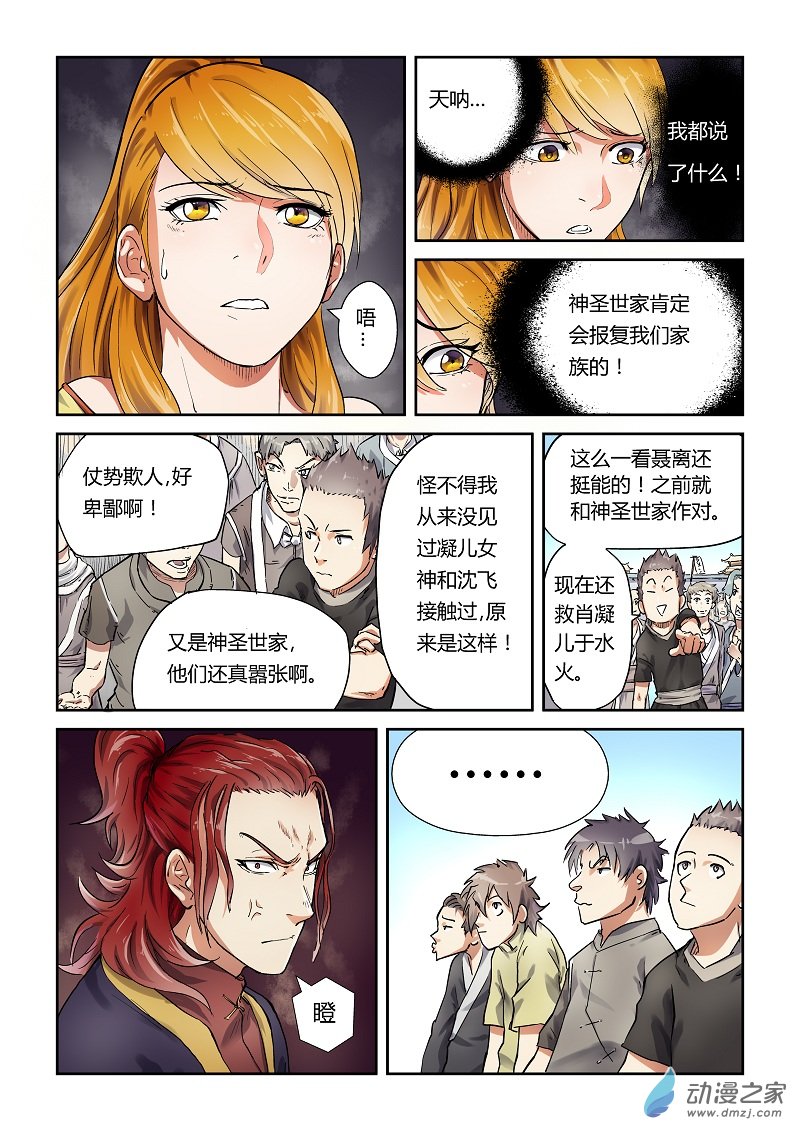 唔…
天呐…
我都说
了什么！
神圣世家肯定
会报复我们家
族的！
仗势欺人,好
卑鄙啊！
又是神圣世家，
他们还真嚣张啊。
怪不得我
从来没见
过凝儿女
神和沈飞
接触过,原
来是这样！
这么一看聂离还
挺能的！之前就
和神圣世家作对。
现在还
救肖凝
儿于水
火。
瞪
••••••
动漫之家
www.dmzj.com